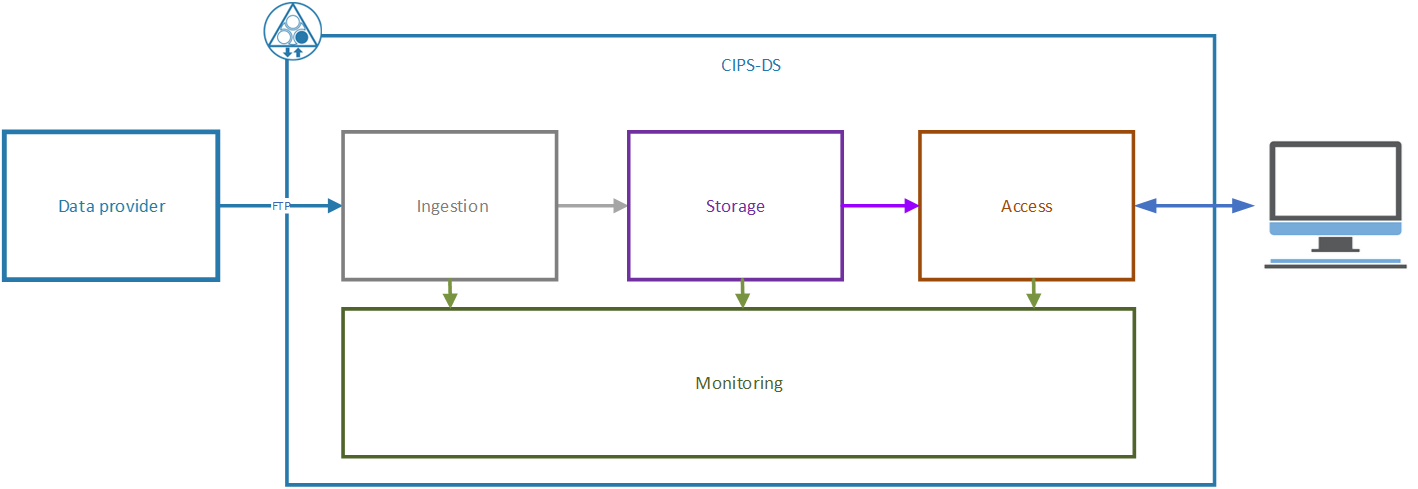 CIPS-DS
Data provider
FTP
Ingestion
Storage
Access
Monitoring